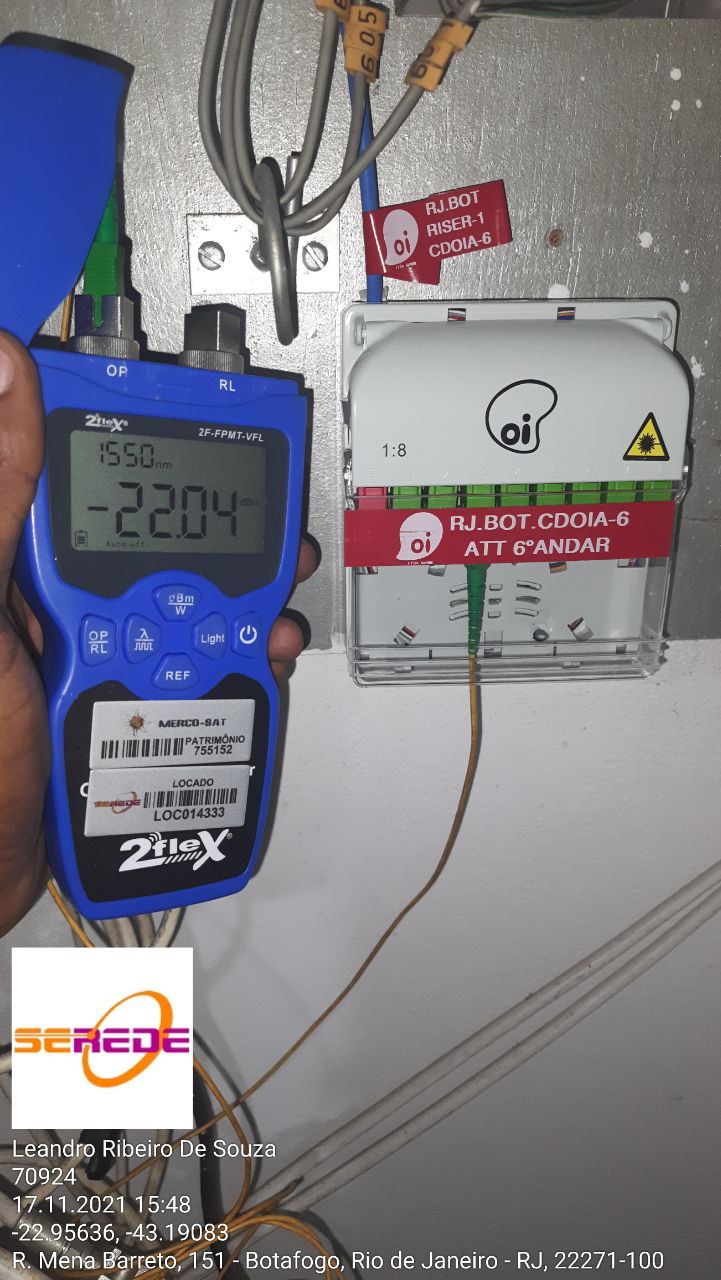 605
RJ.BOT
RISER-1
CDOIA-6
oi
OP
RL
oi
1:8
2flex®
2F-FPMT-VFL
1550nm
-22.04 dBm
Auto-off
oi
RJ.BOT.CDOIA-6
ATT 6ºANDAR
dBm
W
OP
RL
λ
Light
REF
MERCO-SAT
PATRIMÔNIO
755152
LOCADO
SEREDE
LOC014333
2flex®
SEREDE
Leandro Ribeiro De Souza
70924
17.11.2021 15:48
-22.95636, -43.19083
R. Mena Barreto, 151 - Botafogo, Rio de Janeiro - RJ, 22271-100